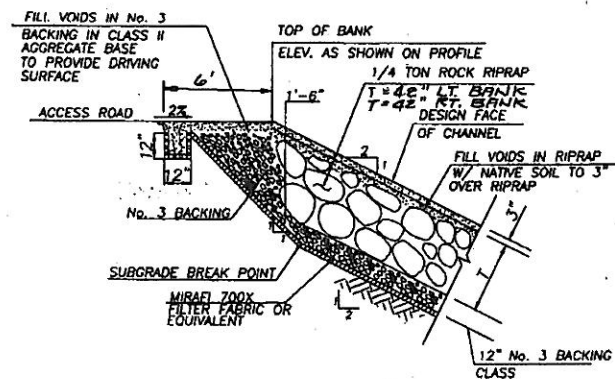 FILL VOIDS IN No. 3
BACKING IN CLASS II
AGGREGATE BASE
TO PROVIDE DRIVING
SURFACE
TOP OF BANK
ELEV. AS SHOWN ON PROFILE
1/4 TON ROCK RIPRAP
T = 42" LT. BANK
T = 42" RT. BANK
DESIGN FACE
OF CHANNEL
6'
1'-6"
ACCESS ROAD
2%
12"
12"
2
1
FILL VOIDS IN RIPRAP
W/ NATIVE SOIL TO 3"
OVER RIPRAP
3"
No. 3 BACKING
1
1
T
SUBGRADE BREAK POINT
MIRAFI 700X
FILTER FABRIC OR
EQUIVALENT
1
2
12" No. 3 BACKING
CLASS